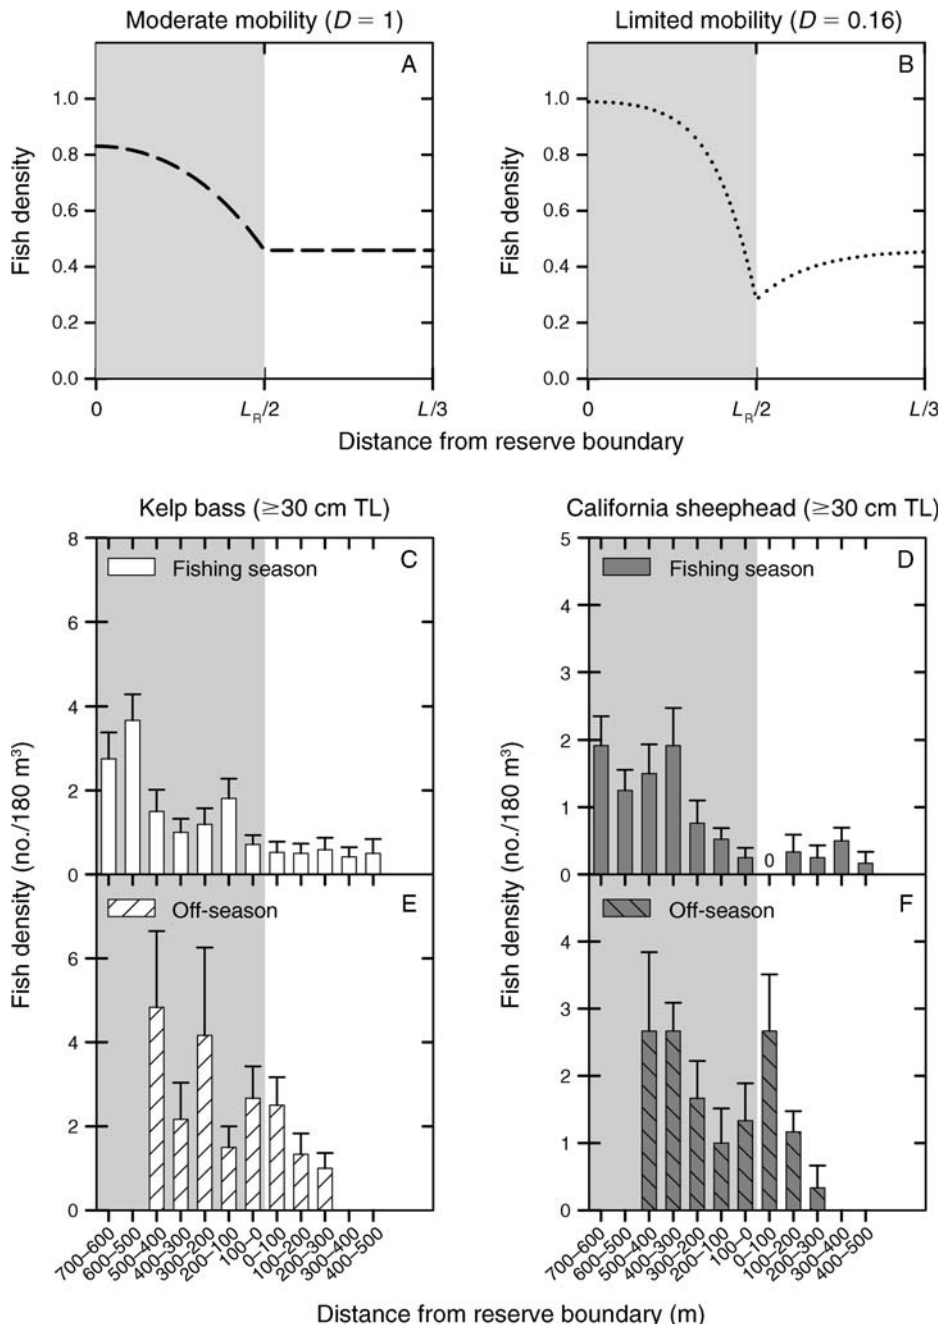 Moderate mobility (D = 1)
Limited mobility (D = 0.16)
A
B
Fish density
1.0
0.8
0.6
0.4
0.2
0.0
Fish density
1.0
0.8
0.6
0.4
0.2
0.0
0
L_R/2
L/3
0
L_R/2
L/3
Distance from reserve boundary
Kelp bass (≥30 cm TL)
California sheephead (≥30 cm TL)
8
6
4
2
0
Fishing season
C
5
4
3
2
1
0
Fishing season
D
0
Fish density (no./180 m³)
Fish density (no./180 m³)
6
4
2
0
Off-season
E
4
3
2
1
0
Off-season
F
700–600
600–500
500–400
400–300
300–200
200–100
100–0
0–100
100–200
200–300
300–400
400–500
700–600
600–500
500–400
400–300
300–200
200–100
100–0
0–100
100–200
200–300
300–400
400–500
Distance from reserve boundary (m)